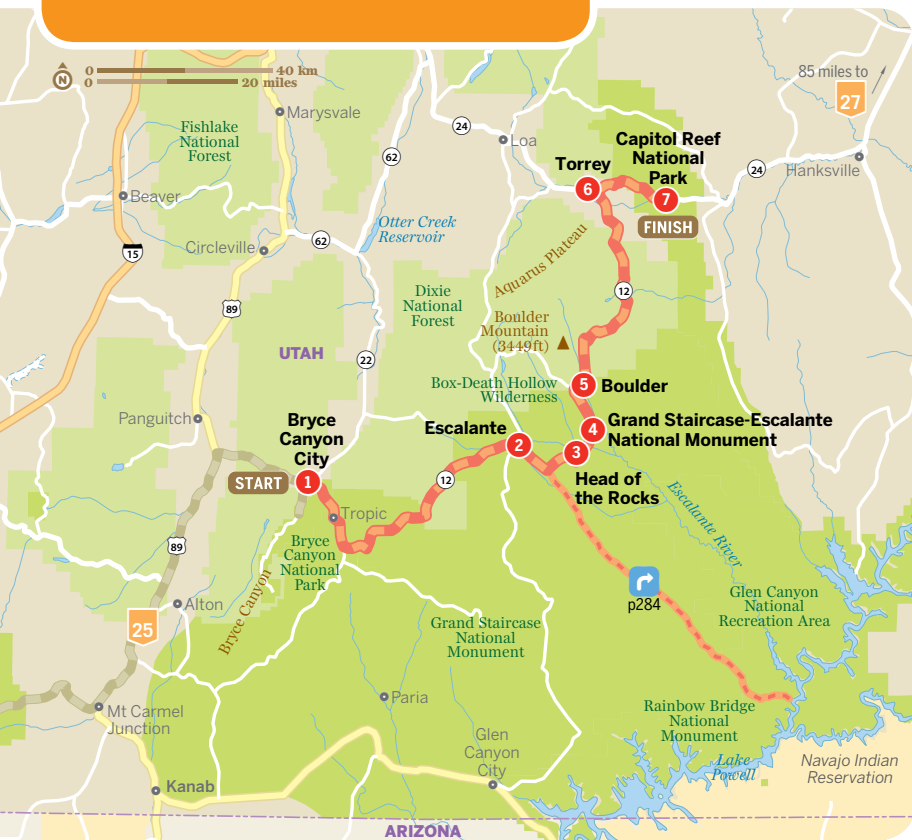 N
0 40 km
0 20 miles
85 miles to
27
Marysvale
Fishlake
National
Forest
24
Loa
62
Capitol Reef
National
Park
Torrey
6
7
FINISH
24
Hanksville
Beaver
Otter Creek
Reservoir
62
Circleville
15
Aquarus Plateau
12
Dixie
National
Forest
89
Boulder
Mountain
(3449ft)
UTAH
22
Box-Death Hollow
Wilderness
5
Boulder
Panguitch
Bryce
Canyon
City
Escalante
2
4
Grand Staircase-Escalante
National Monument
3
Head of
the Rocks
START
1
12
Tropic
Escalante River
89
Bryce
Canyon
National
Park
Bryce Canyon
p284
Glen Canyon
National
Recreation Area
Alton
25
Grand Staircase
National
Monument
Paria
Mt Carmel
Junction
Rainbow Bridge
National
Monument
Glen
Canyon
City
Lake
Powell
Navajo Indian
Reservation
Kanab
ARIZONA